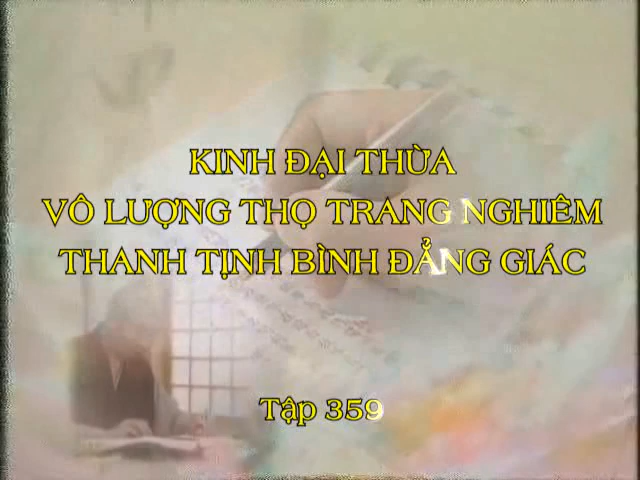 KINH ĐẠI THỪA
VÔ LƯỢNG THỌ TRANG NGHIÊM
THANH TỊNH BÌNH ĐẲNG GIÁC
Tập 359